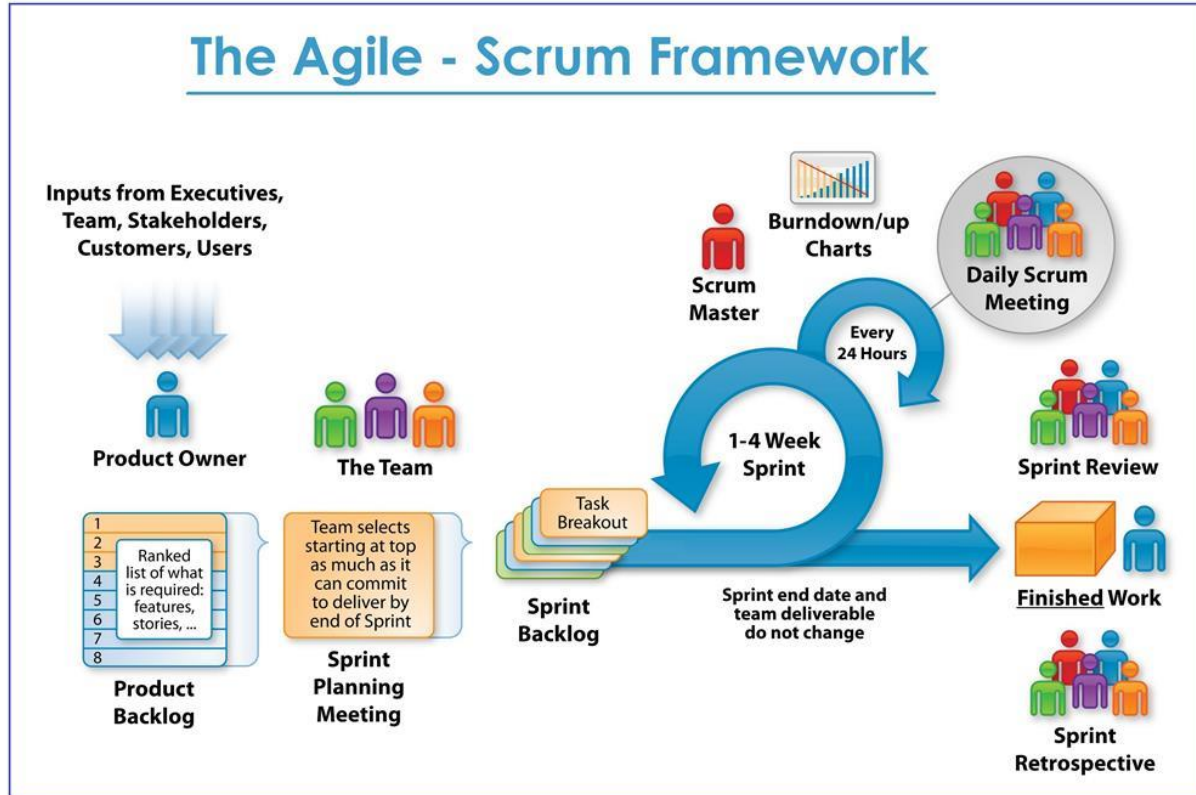 The Agile - Scrum Framework
Inputs from Executives,
Team, Stakeholders,
Customers, Users
Product Owner
The Team
1
2
3
4
5
6
7
8
Ranked
list of what
is required:
features,
stories, ...
Product
Backlog
Team selects
starting at top
as much as it
can commit
to deliver by
end of Sprint
Sprint
Planning
Meeting
Task
Breakout
Sprint
Backlog
Scrum
Master
Burndown/up
Charts
Every
24 Hours
Daily Scrum
Meeting
1-4 Week
Sprint
Sprint end date and
team deliverable
do not change
Sprint Review
Finished Work
Sprint
Retrospective